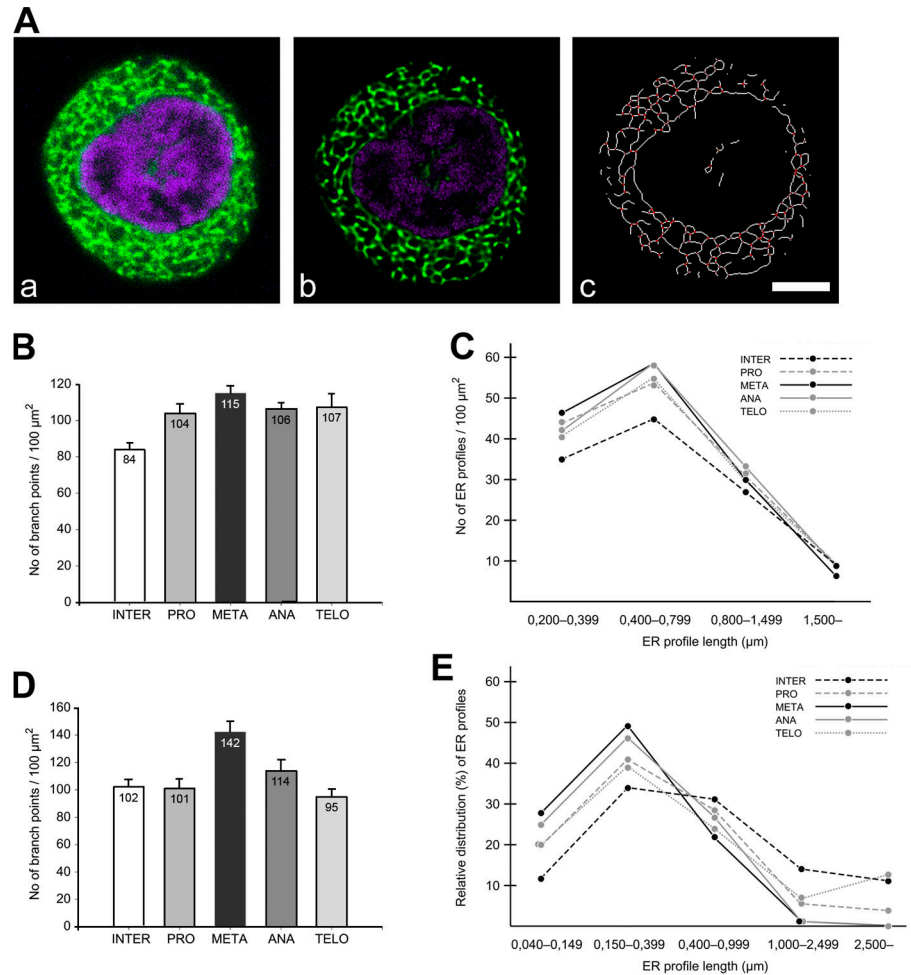 A
a
b
c
B
No of branch points / 100 µm²
120
100
80
60
40
20
0
84
104
115
106
107
INTER PRO META ANA TELO
C
No of ER profiles / 100 µm²
60
50
40
30
20
10
INTER
PRO
META
ANA
TELO
0,200–0,399 0,400–0,799 0,800–1,499 1,500–
ER profile length (µm)
D
No of branch points / 100 µm²
160
140
120
100
80
60
40
20
0
102
101
142
114
95
INTER PRO META ANA TELO
E
Relative distribution (%) of ER profiles
60
50
40
30
20
10
INTER
PRO
META
ANA
TELO
0,040–0,149 0,150–0,399 0,400–0,999 1,000–2,499 2,500–
ER profile length (µm)